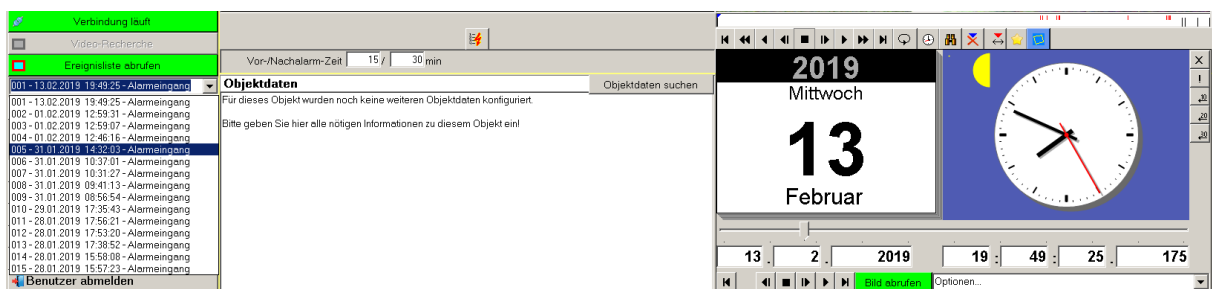 Verbindung läuft
Video-Recherche
Ereignisliste abrufen
001 - 13.02.2019 19:49:25 - Alarmeingang
001 - 13.02.2019 19:49:25 - Alarmeingang
002 - 01.02.2019 12:59:31 - Alarmeingang
003 - 01.02.2019 12:59:07 - Alarmeingang
004 - 01.02.2019 12:46:16 - Alarmeingang
005 - 31.01.2019 14:32:03 - Alarmeingang
006 - 31.01.2019 10:37:01 - Alarmeingang
007 - 31.01.2019 10:31:27 - Alarmeingang
008 - 31.01.2019 09:41:13 - Alarmeingang
009 - 31.01.2019 08:56:54 - Alarmeingang
010 - 29.01.2019 17:35:43 - Alarmeingang
011 - 28.01.2019 17:56:21 - Alarmeingang
012 - 28.01.2019 17:53:20 - Alarmeingang
013 - 28.01.2019 17:38:52 - Alarmeingang
014 - 28.01.2019 15:58:08 - Alarmeingang
015 - 28.01.2019 15:57:23 - Alarmeingang
Benutzer abmelden
Vor-/Nachalarm-Zeit 15 / 30 min
Objektdaten Objektdaten suchen
Für dieses Objekt wurden noch keine weiteren Objektdaten konfiguriert.
Bitte geben Sie hier alle nötigen Informationen zu diesem Objekt ein!
2019
Mittwoch
13
Februar
X
!
10
20
30
13 . 2 . 2019 19 : 49 : 25 . 175
Bild abrufen Optionen...